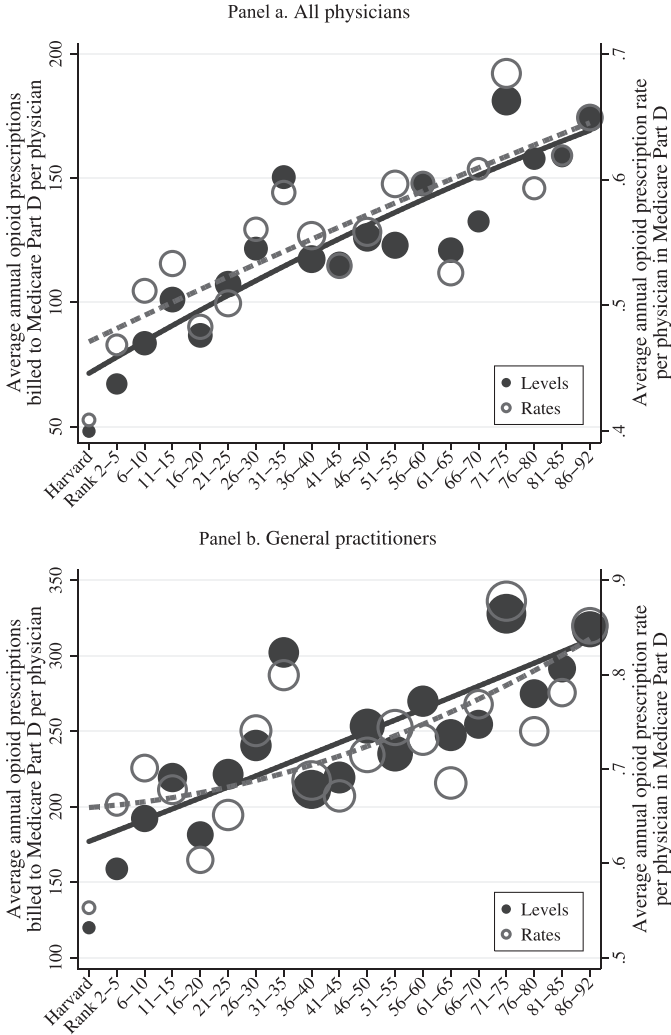 Panel a. All physicians
Average annual opioid prescriptions
billed to Medicare Part D per physician
200
150
100
50
.7
.6
.5
.4
Average annual opioid prescription rate
per physician in Medicare Part D
Levels
Rates
Harvard
Rank 2–5
6–10
11–15
16–20
21–25
26–30
31–35
36–40
41–45
46–50
51–55
56–60
61–65
66–70
71–75
76–80
81–85
86–92
Panel b. General practitioners
Average annual opioid prescriptions
billed to Medicare Part D per physician
350
300
250
200
150
100
.9
.8
.7
.6
.5
Average annual opioid prescription rate
per physician in Medicare Part D
Levels
Rates
Harvard
Rank 2–5
6–10
11–15
16–20
21–25
26–30
31–35
36–40
41–45
46–50
51–55
56–60
61–65
66–70
71–75
76–80
81–85
86–92